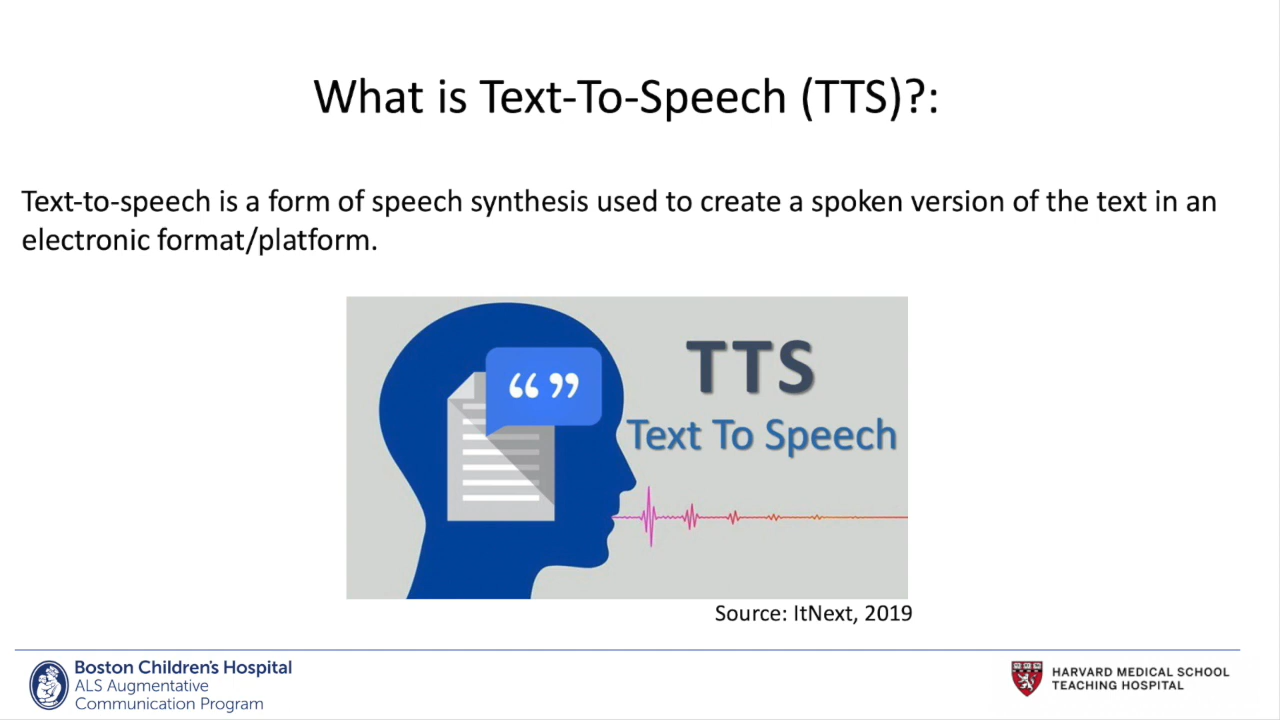 What is Text-To-Speech (TTS)?:
Text-to-speech is a form of speech synthesis used to create a spoken version of the text in an
electronic format/platform.
“ ”
TTS
Text To Speech
Source: ItNext, 2019
Boston Children's Hospital
ALS Augmentative
Communication Program
HARVARD MEDICAL SCHOOL
TEACHING HOSPITAL